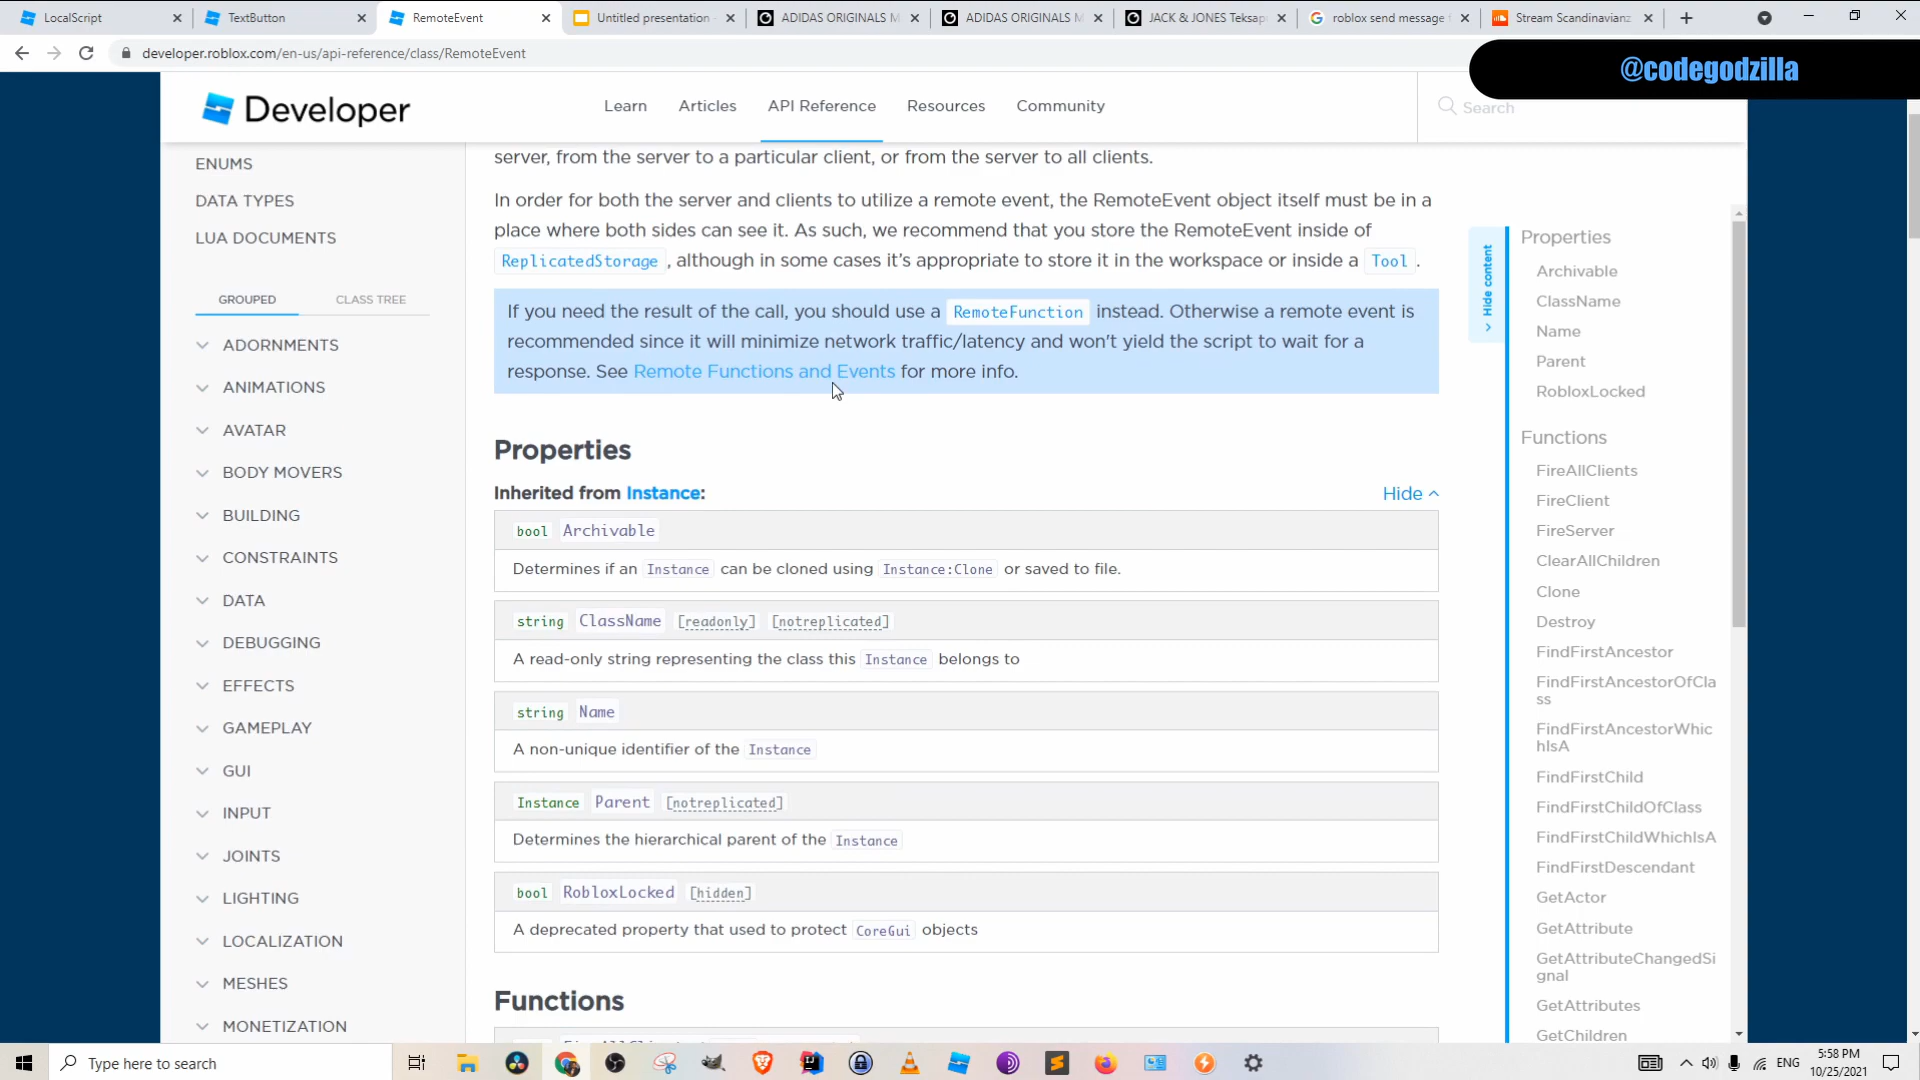 LocalScript
TextButton
RemoteEvent
Untitled presentation -
ADIDAS ORIGINALS M
ADIDAS ORIGINALS M
JACK & JONES Teksap
roblox send message f
Stream Scandinavianz
developer.roblox.com/en-us/api-reference/class/RemoteEvent
@codegodzilla
Developer
Learn
Articles
API Reference
Resources
Community
Search
ENUMS
DATA TYPES
LUA DOCUMENTS
GROUPED
CLASS TREE
ADORNMENTS
ANIMATIONS
AVATAR
BODY MOVERS
BUILDING
CONSTRAINTS
DATA
DEBUGGING
EFFECTS
GAMEPLAY
GUI
INPUT
JOINTS
LIGHTING
LOCALIZATION
MESHES
MONETIZATION
server, from the server to a particular client, or from the server to all clients.
In order for both the server and clients to utilize a remote event, the RemoteEvent object itself must be in a
place where both sides can see it. As such, we recommend that you store the RemoteEvent inside of
ReplicatedStorage , although in some cases it's appropriate to store it in the workspace or inside a Tool .
If you need the result of the call, you should use a RemoteFunction instead. Otherwise a remote event is
recommended since it will minimize network traffic/latency and won't yield the script to wait for a
response. See Remote Functions and Events for more info.
Properties
Inherited from Instance:
Hide
bool Archivable
Determines if an Instance can be cloned using Instance:Clone or saved to file.
string ClassName [readonly] [notreplicated]
A read-only string representing the class this Instance belongs to
string Name
A non-unique identifier of the Instance
Instance Parent [notreplicated]
Determines the hierarchical parent of the Instance
bool RobloxLocked [hidden]
A deprecated property that used to protect CoreGui objects
Functions
Hide content
Properties
Archivable
ClassName
Name
Parent
RobloxLocked
Functions
FireAllClients
FireClient
FireServer
ClearAllChildren
Clone
Destroy
FindFirstAncestor
FindFirstAncestorOfCla
ss
FindFirstAncestorWhic
hIsA
FindFirstChild
FindFirstChildOfClass
FindFirstChildWhichIsA
FindFirstDescendant
GetActor
GetAttribute
GetAttributeChangedSi
gnal
GetAttributes
GetChildren
Type here to search
ENG
5:58 PM
10/25/2021